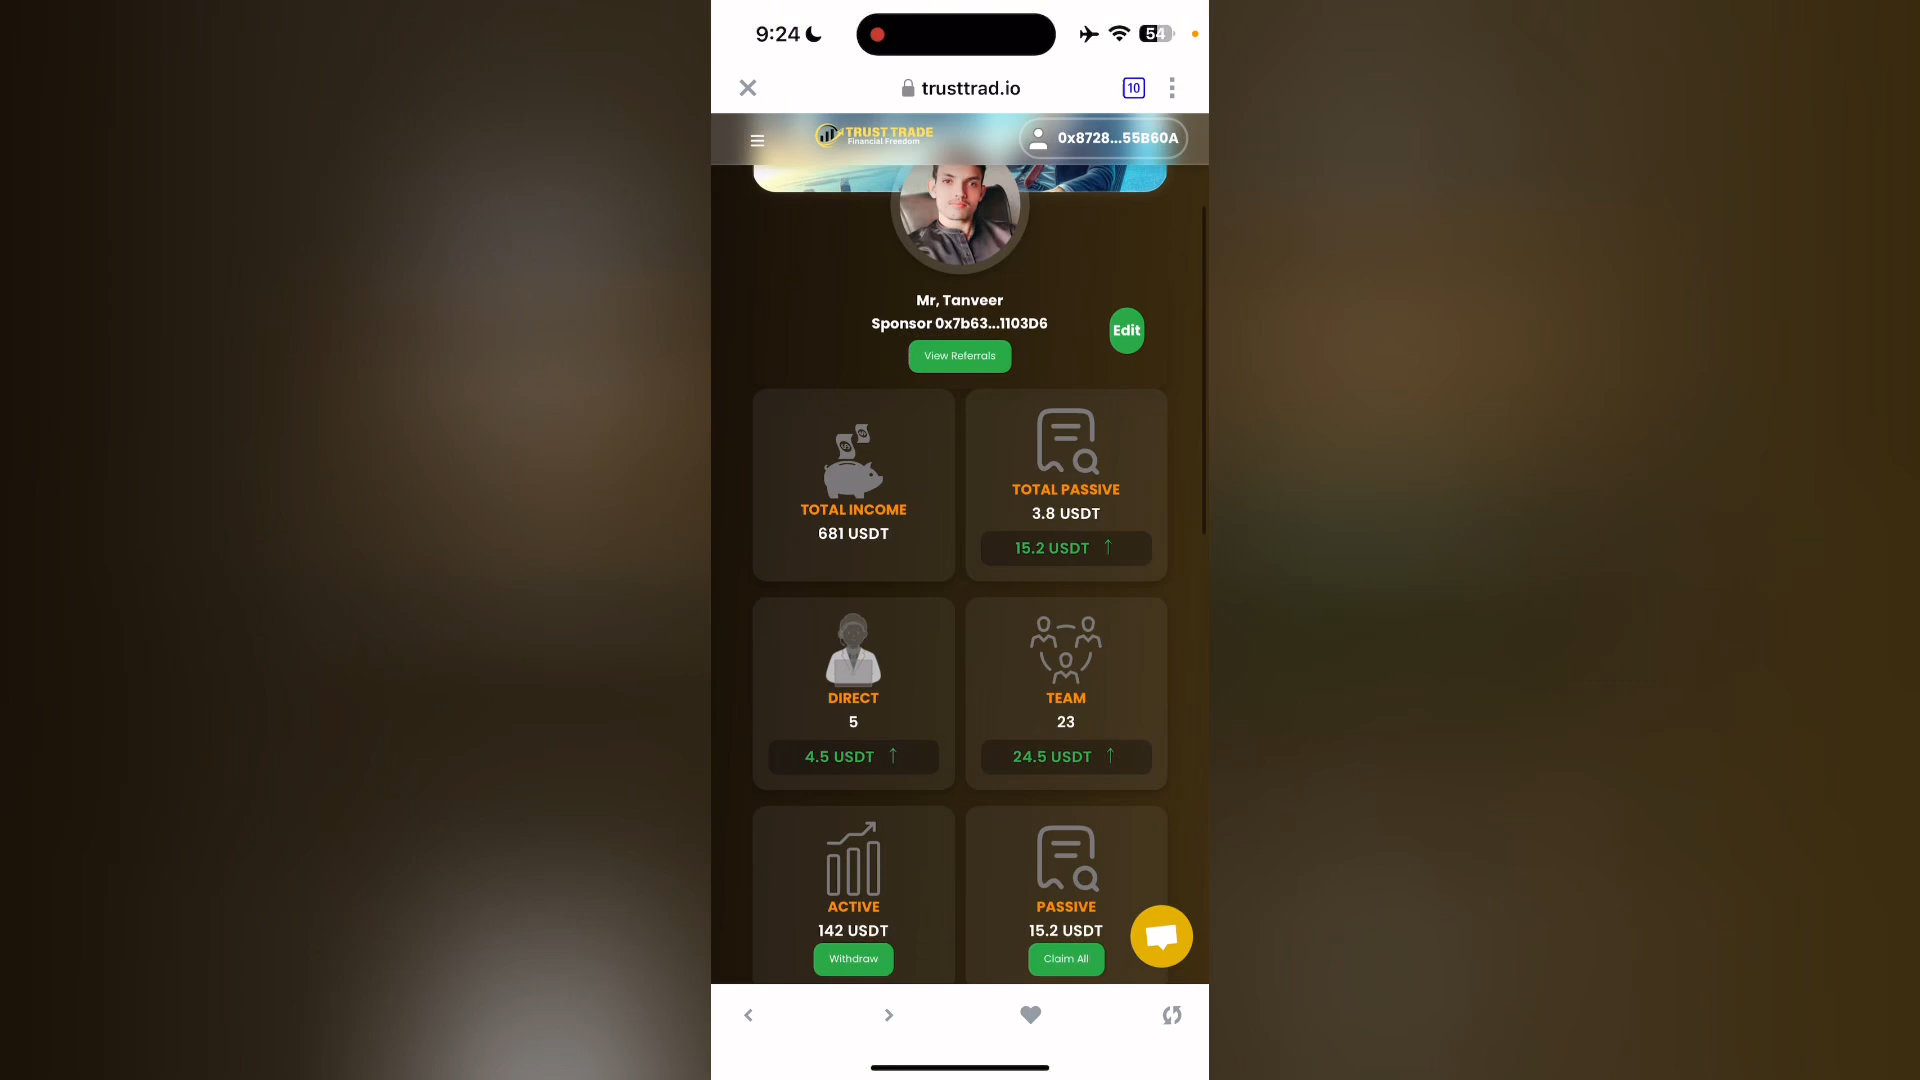 9:24
54
trusttrad.io
10
TRUST TRADE
Financial Freedom
0x8728...55B60A
Mr, Tanveer
Sponsor 0x7b63...1103D6
Edit
View Referrals
TOTAL INCOME
681 USDT
TOTAL PASSIVE
3.8 USDT
15.2 USDT ↑
DIRECT
5
4.5 USDT ↑
TEAM
23
24.5 USDT ↑
ACTIVE
142 USDT
Withdraw
PASSIVE
15.2 USDT
Claim All